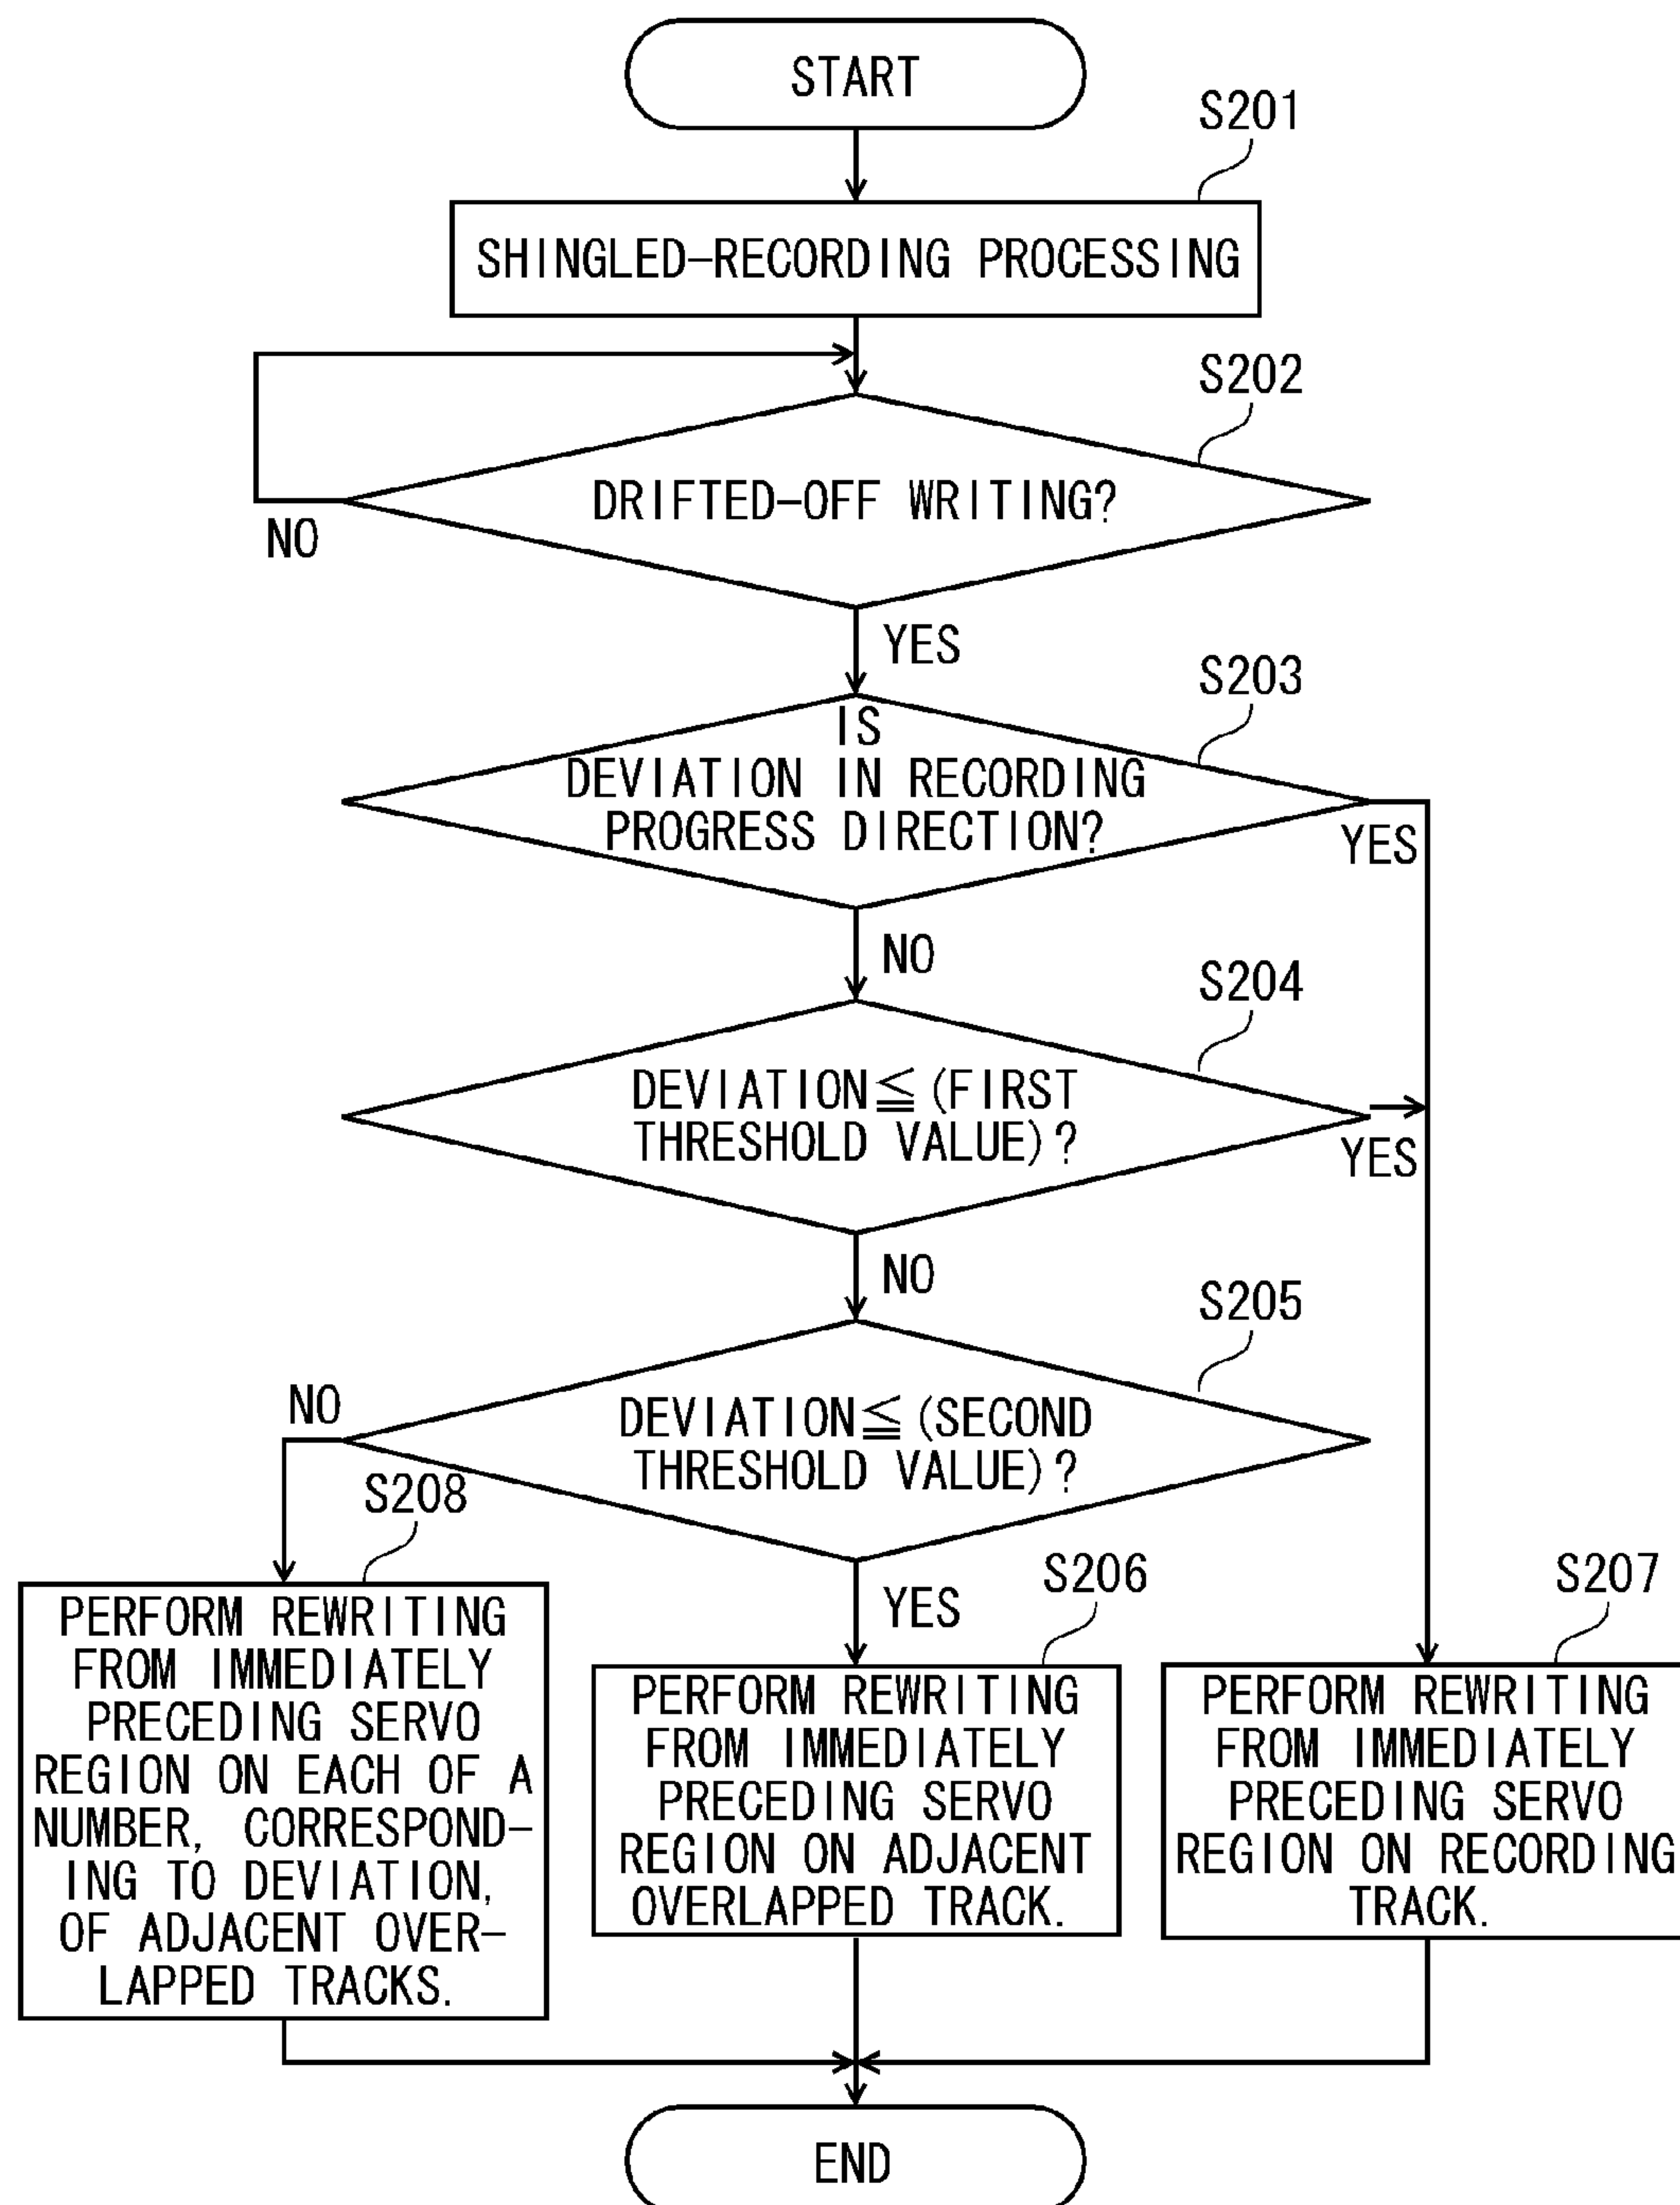 START
S201
SHINGLED-RECORDING PROCESSING
S202
DRIFTED-OFF WRITING?
NO
YES
S203
IS
DEVIATION IN RECORDING
PROGRESS DIRECTION?
YES
NO
S204
DEVIATION≦(FIRST
THRESHOLD VALUE)?
YES
NO
S205
DEVIATION≦(SECOND
THRESHOLD VALUE)?
NO
YES
S208
PERFORM REWRITING
FROM IMMEDIATELY
PRECEDING SERVO
REGION ON EACH OF A
NUMBER, CORRESPOND-
ING TO DEVIATION,
OF ADJACENT OVER-
LAPPED TRACKS.
S206
PERFORM REWRITING
FROM IMMEDIATELY
PRECEDING SERVO
REGION ON ADJACENT
OVERLAPPED TRACK.
S207
PERFORM REWRITING
FROM IMMEDIATELY
PRECEDING SERVO
REGION ON RECORDING
TRACK.
END